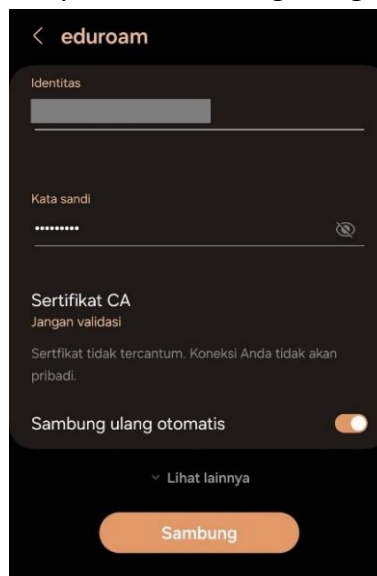 eduroam
Identitas
Kata sandi
•••••••••
Sertifikat CA
Jangan validasi
Sertfikat tidak tercantum. Koneksi Anda tidak akan
pribadi.
Sambung ulang otomatis
Lihat lainnya
Sambung